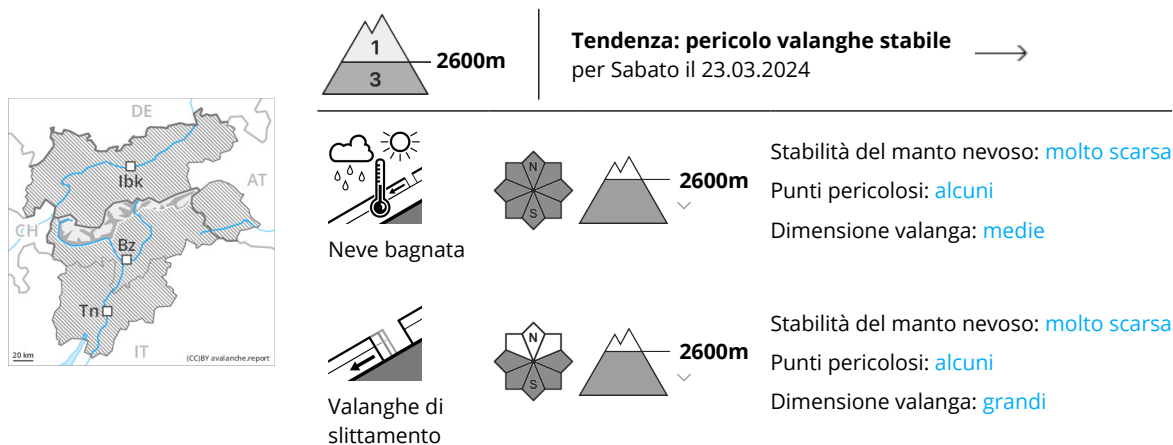 1
3
2600m
Tendenza: pericolo valanghe stabile
per Sabato il 23.03.2024
DE
Ibk
AT
CH
Bz
Tn
IT
20 km
(CC)BY avalanche.report
Neve bagnata
N
S
2600m
Stabilità del manto nevoso: molto scarsa
Punti pericolosi: alcuni
Dimensione valanga: medie
Valanghe di
slittamento
N
S
2600m
Stabilità del manto nevoso: molto scarsa
Punti pericolosi: alcuni
Dimensione valanga: grandi